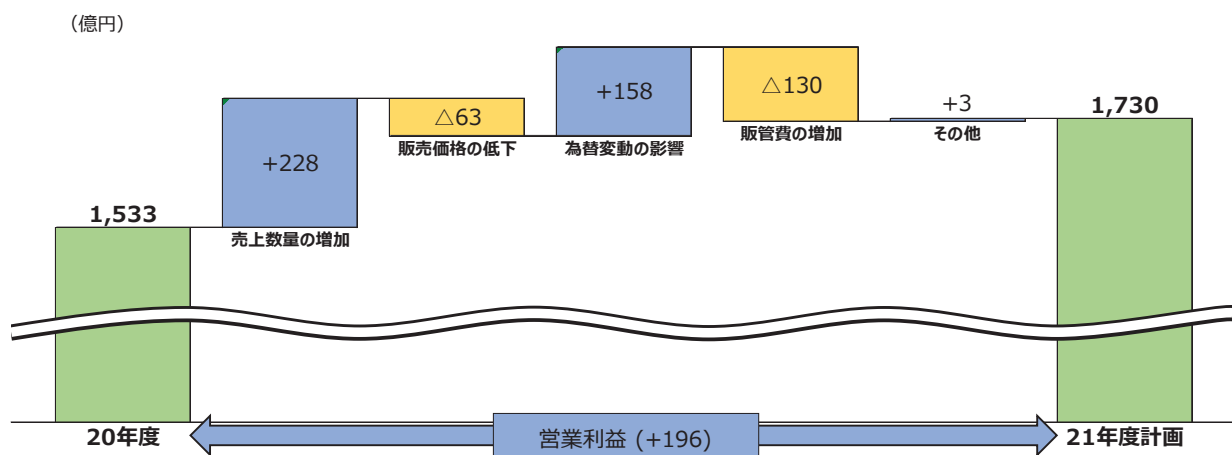 （億円）
1,533
+228
売上数量の増加
△63
販売価格の低下
+158
為替変動の影響
△130
販管費の増加
+3
その他
1,730
20年度
営業利益 (+196)
21年度計画